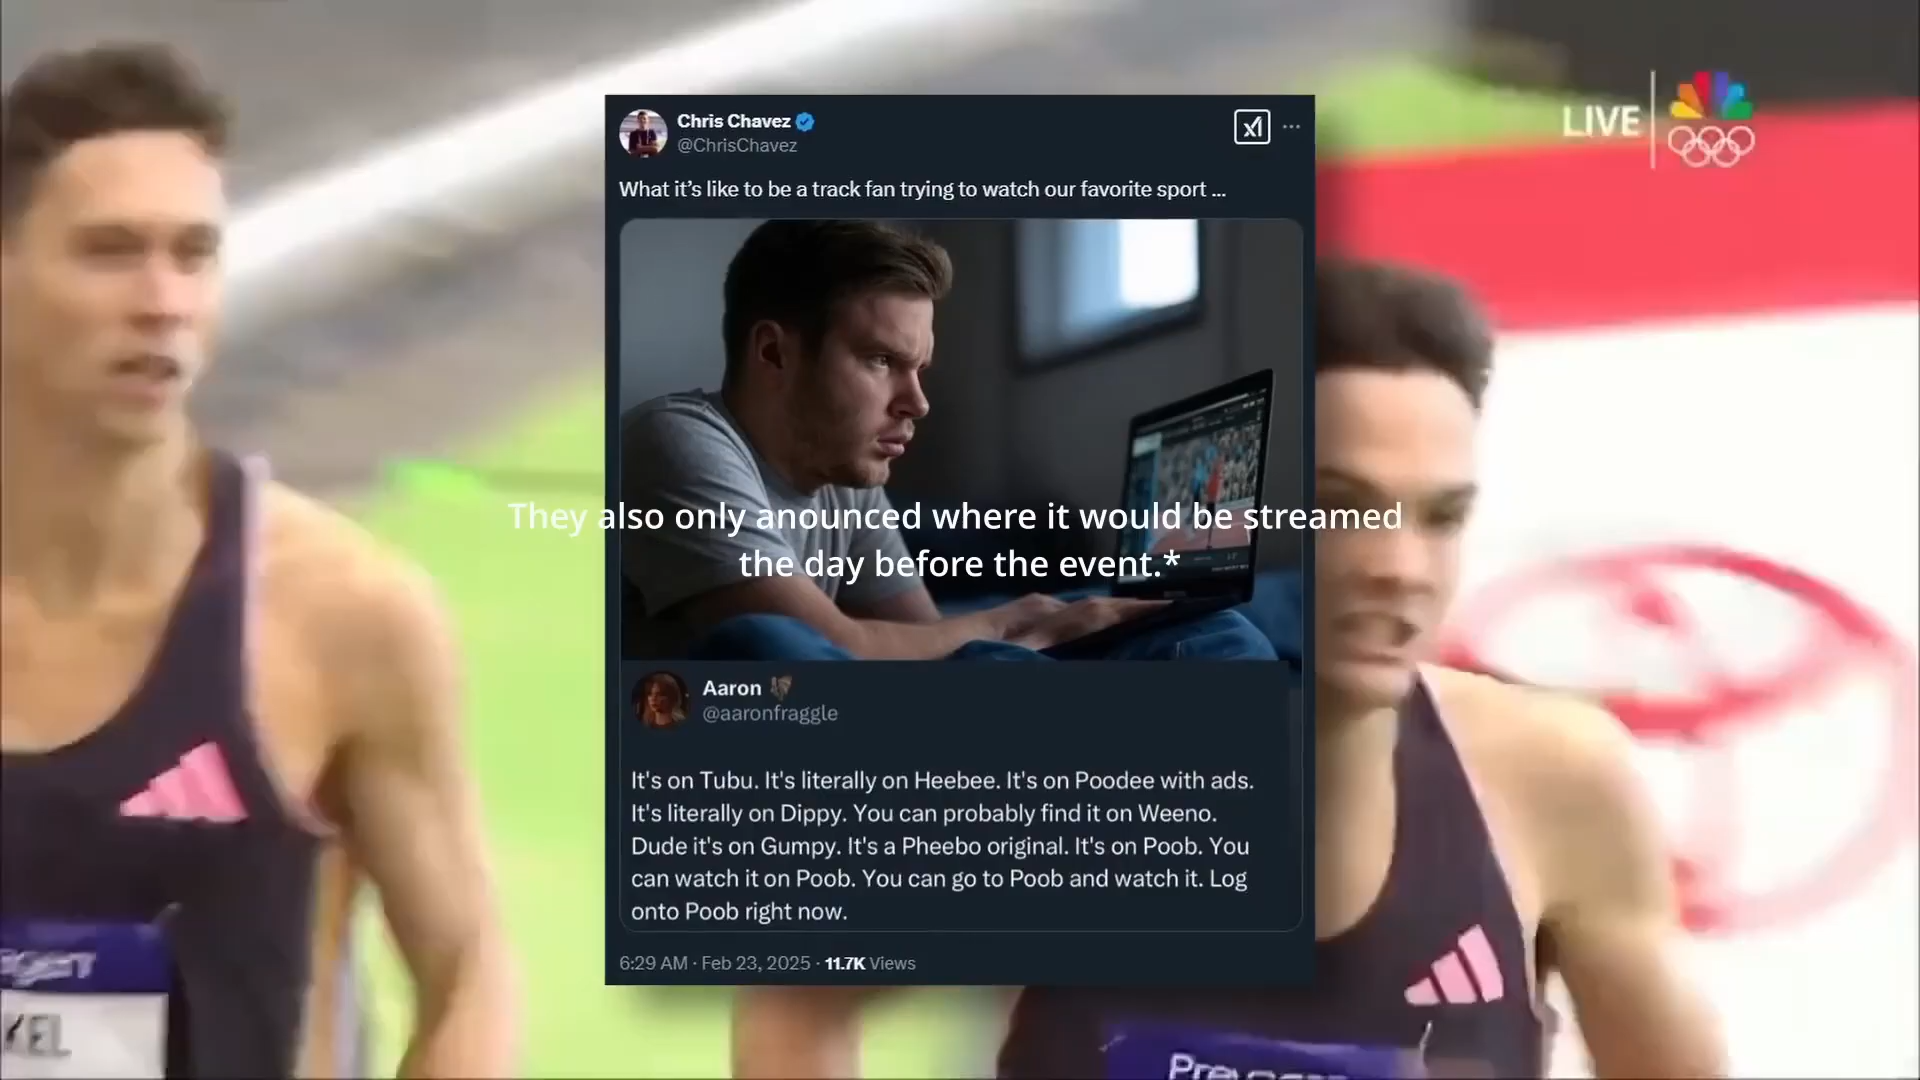 LIVE
Chris Chavez
@ChrisChavez
What it’s like to be a track fan trying to watch our favorite sport ...
They also only anounced where it would be streamed
the day before the event.*
Aaron
@aaronfraggle
It's on Tubu. It's literally on Heebee. It's on Poodee with ads.
It's literally on Dippy. You can probably find it on Weeno.
Dude it's on Gumpy. It's a Pheebo original. It's on Poob. You
can watch it on Poob. You can go to Poob and watch it. Log
onto Poob right now.
6:29 AM · Feb 23, 2025 · 11.7K Views
KEL